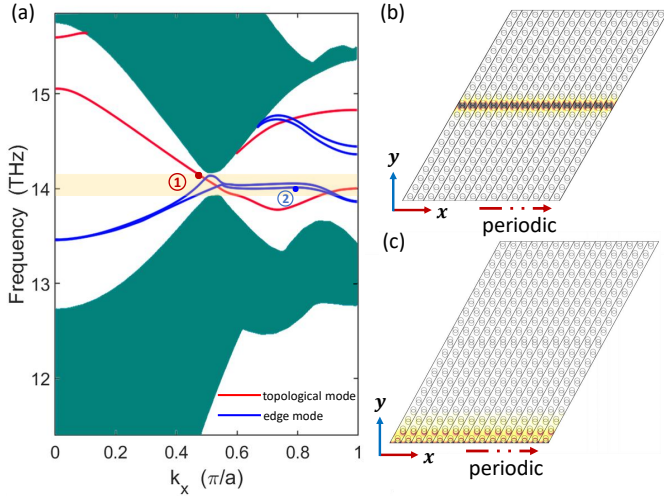 (a)
15
14
13
12
Frequency (THz)
①
②
topological mode
edge mode
0
0.2
0.4
0.6
0.8
1
k_x (π/a)
(b)
y
x
periodic
(c)
y
x
periodic